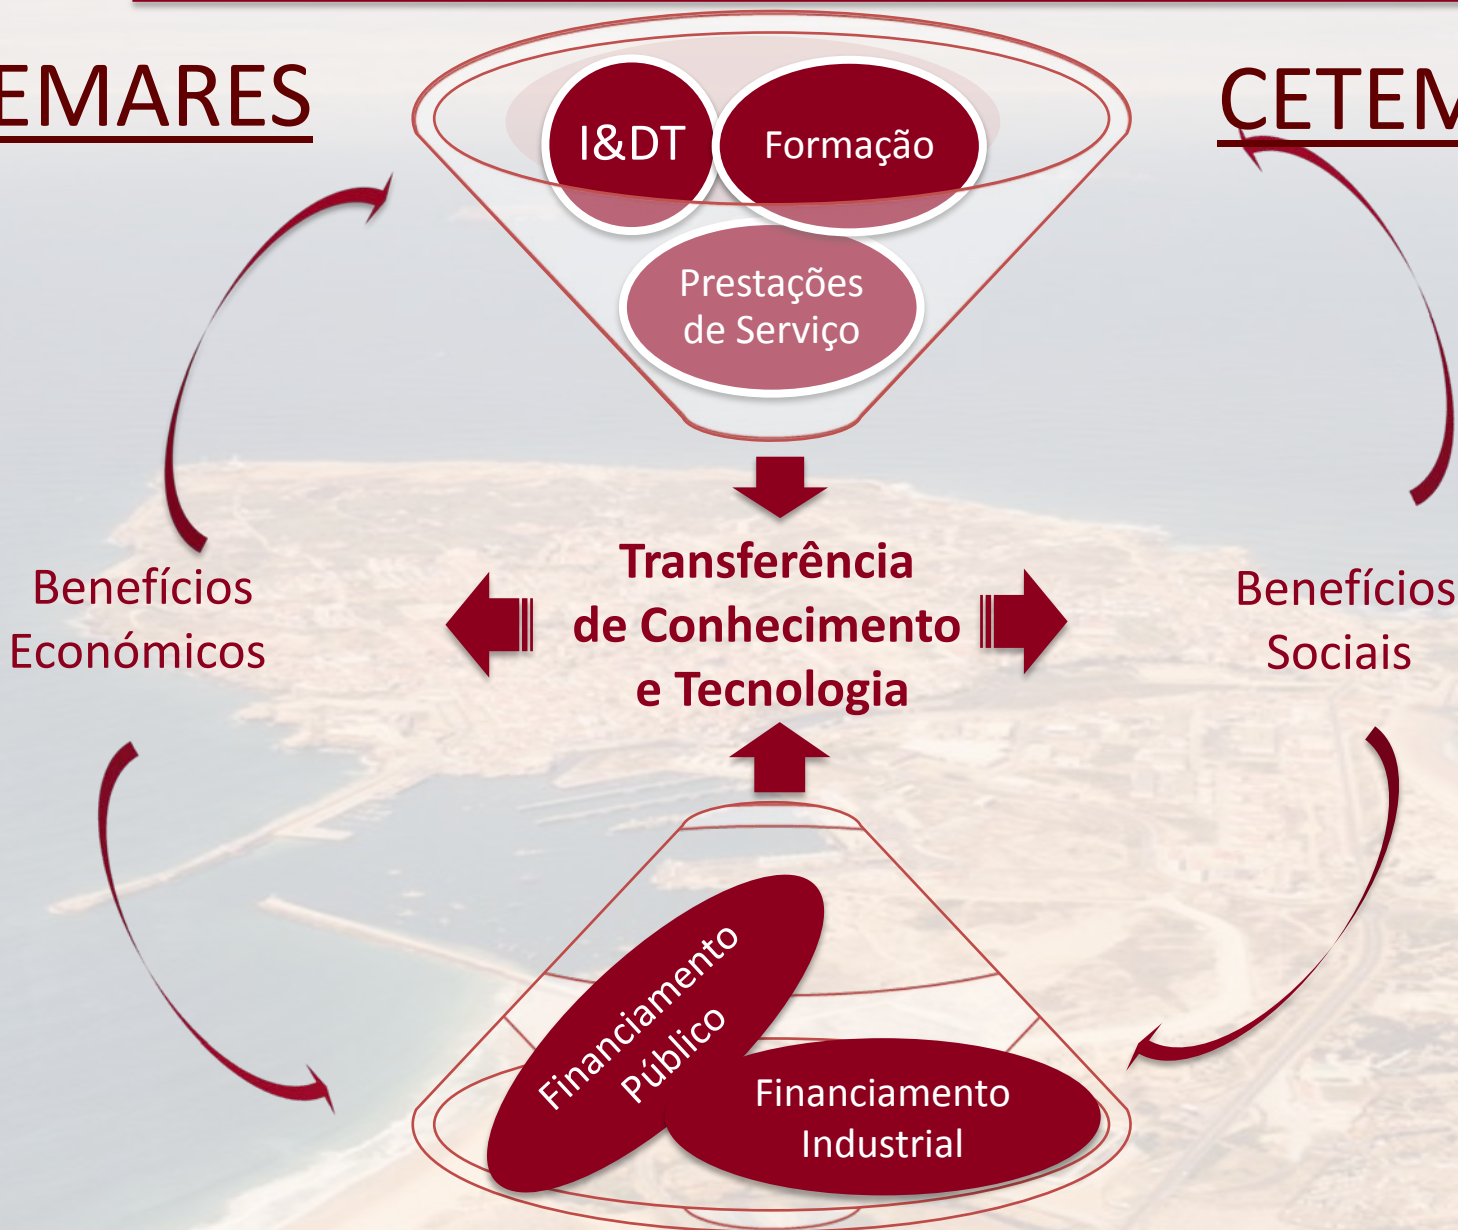 EMARES
CETEM
I&DT
Formação
Prestações
de Serviço
Transferência
de Conhecimento
e Tecnologia
Benefícios
Económicos
Benefícios
Sociais
Financiamento
Público
Financiamento
Industrial